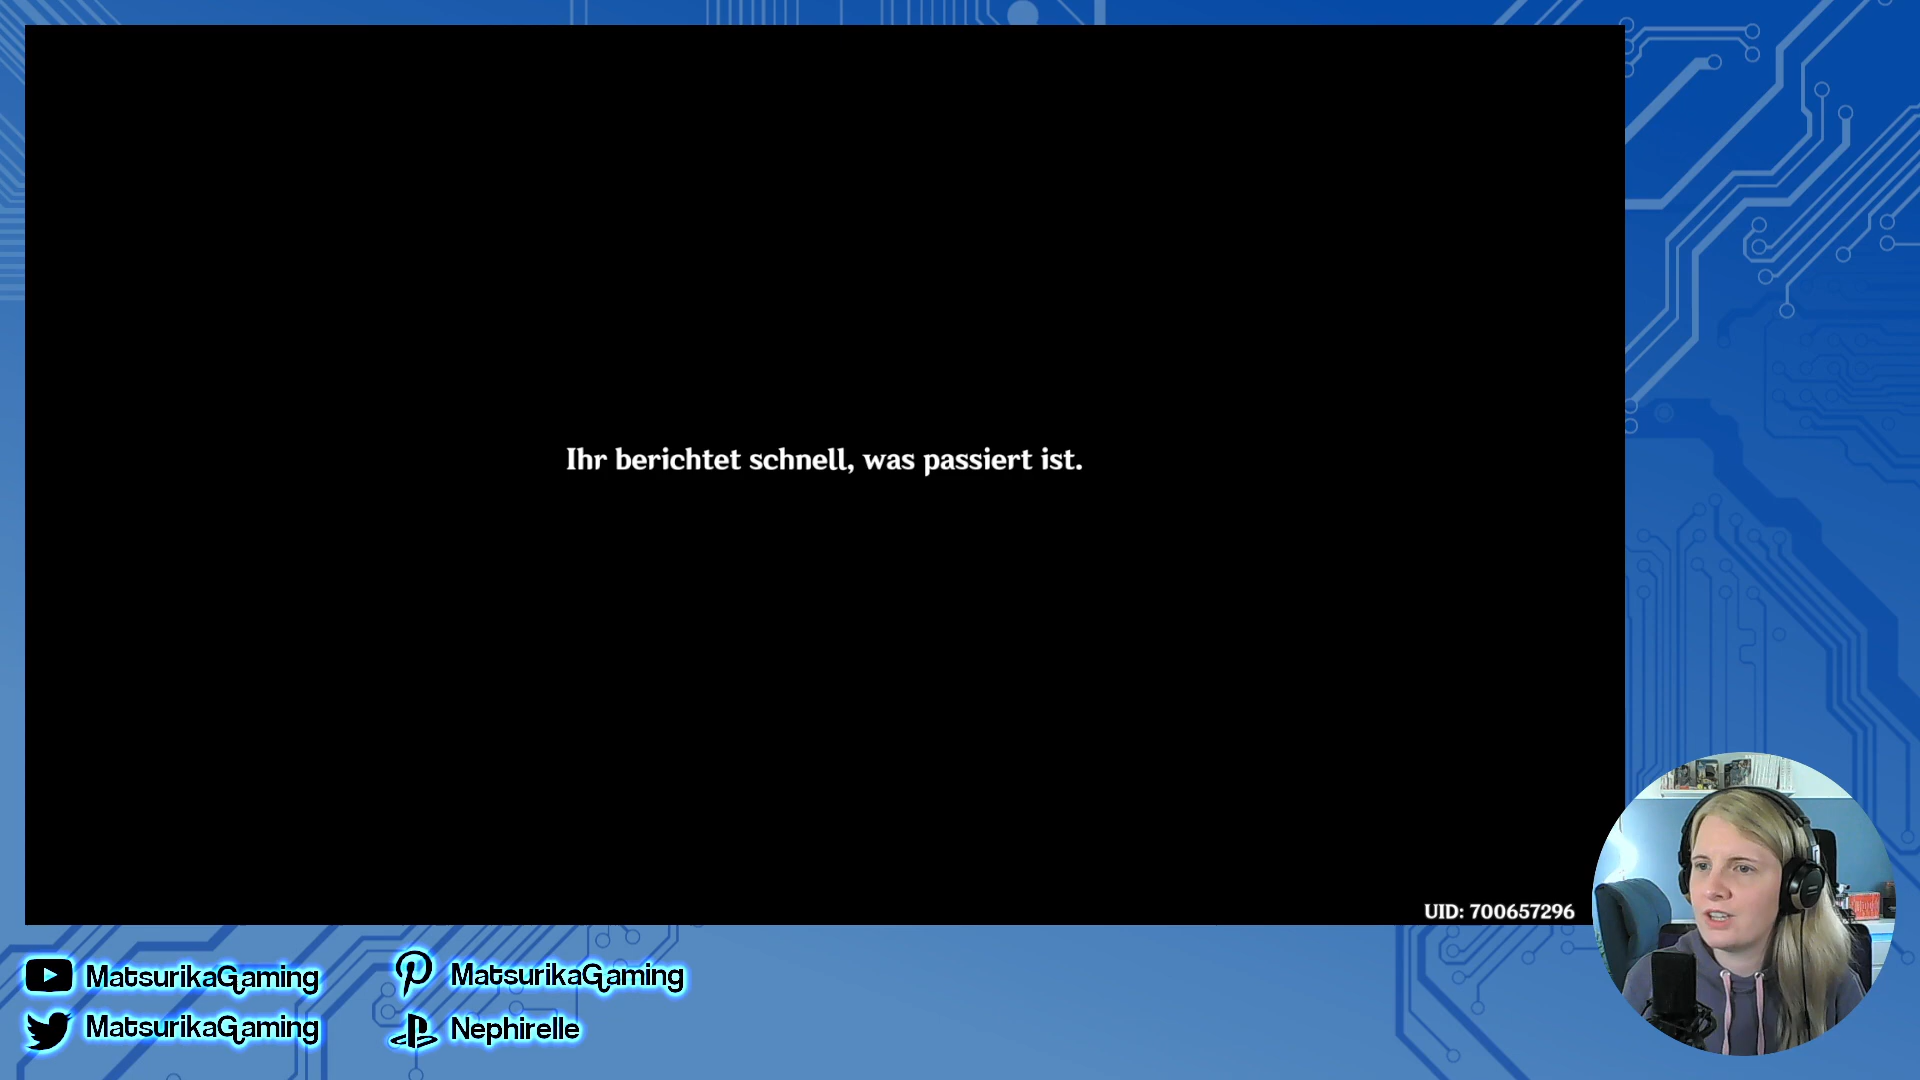 Ihr berichtet schnell, was passiert ist.
UID: 700657296
MatsurikaGaming
MatsurikaGaming
MatsurikaGaming
Nephirelle